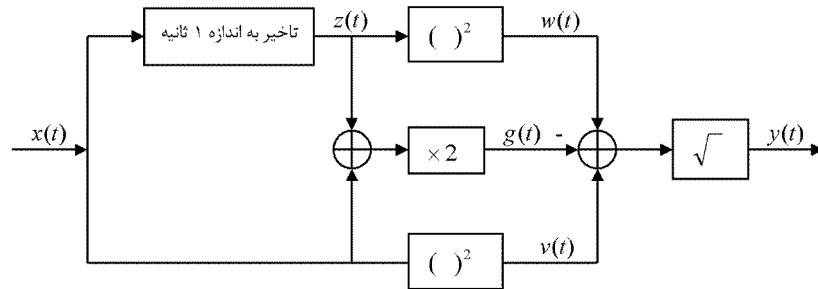 z(t) ( )² w(t)
تاخیر به اندازه ۱ ثانیه
x(t) × 2 g(t) - √ y(t)
( )² v(t)